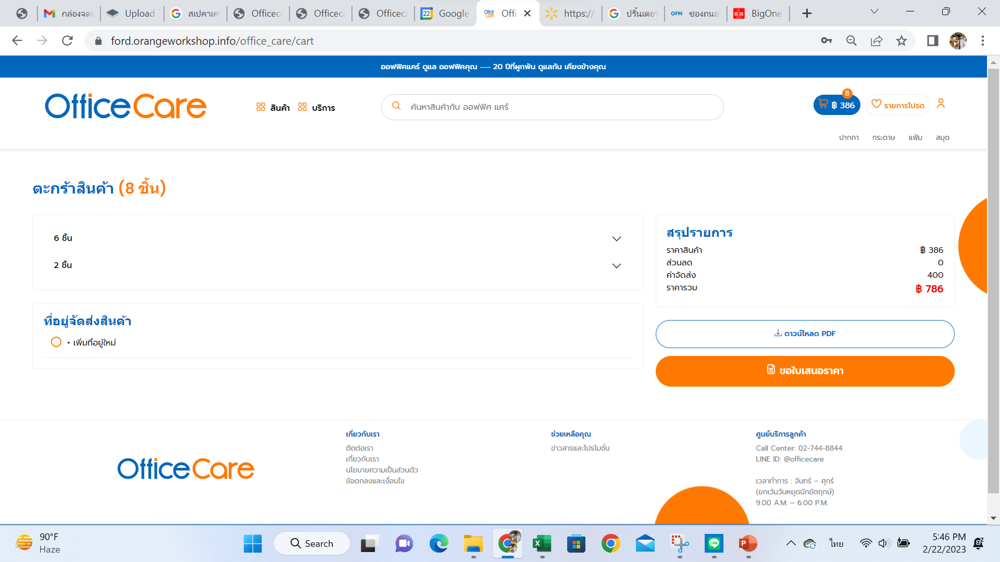 กล่องจด
Upload
สเปคาเค
Office
Office
Office
Google
22
Offi
https://
ปริ้นเตอร
OFM
ซองถนอ
BigOne
ford.orangeworkshop.info/office_care/cart
ออฟฟิศแคร์ ดูแล ออฟฟิศคุณ — 20 ปีที่ผูกพัน ดูแลกัน เคียงข้างคุณ
OfficeCare
สินค้า
บริการ
ค้นหาสินค้ากับ ออฟฟิศ แคร์
8
฿ 386
รายการโปรด
ปากกา กระดาษ แฟ้ม สมุด
ตะกร้าสินค้า (8 ชิ้น)
6 ชิ้น
2 ชิ้น
ที่อยู่จัดส่งสินค้า
+ เพิ่มที่อยู่ใหม่
สรุปรายการ
ราคาสินค้า ฿ 386
ส่วนลด 0
ค่าจัดส่ง 400
ราคารวม ฿ 786
ดาวน์โหลด PDF
ขอใบเสนอราคา
OfficeCare
เกี่ยวกับเรา
ติดต่อเรา
เกี่ยวกับเรา
นโยบายความเป็นส่วนตัว
ข้อตกลงและเงื่อนไข
ช่วยเหลือคุณ
ข่าวสารและโปรโมชั่น
ศูนย์บริการลูกค้า
Call Center: 02-744-8844
LINE ID: @officecare
เวลาทำการ : จันทร์ – ศุกร์
(ยกเว้นวันหยุดนักขัตฤกษ์)
9.00 A.M. – 6.00 P.M.
90°F
Haze
Search
ไทย
5:46 PM
2/22/2023